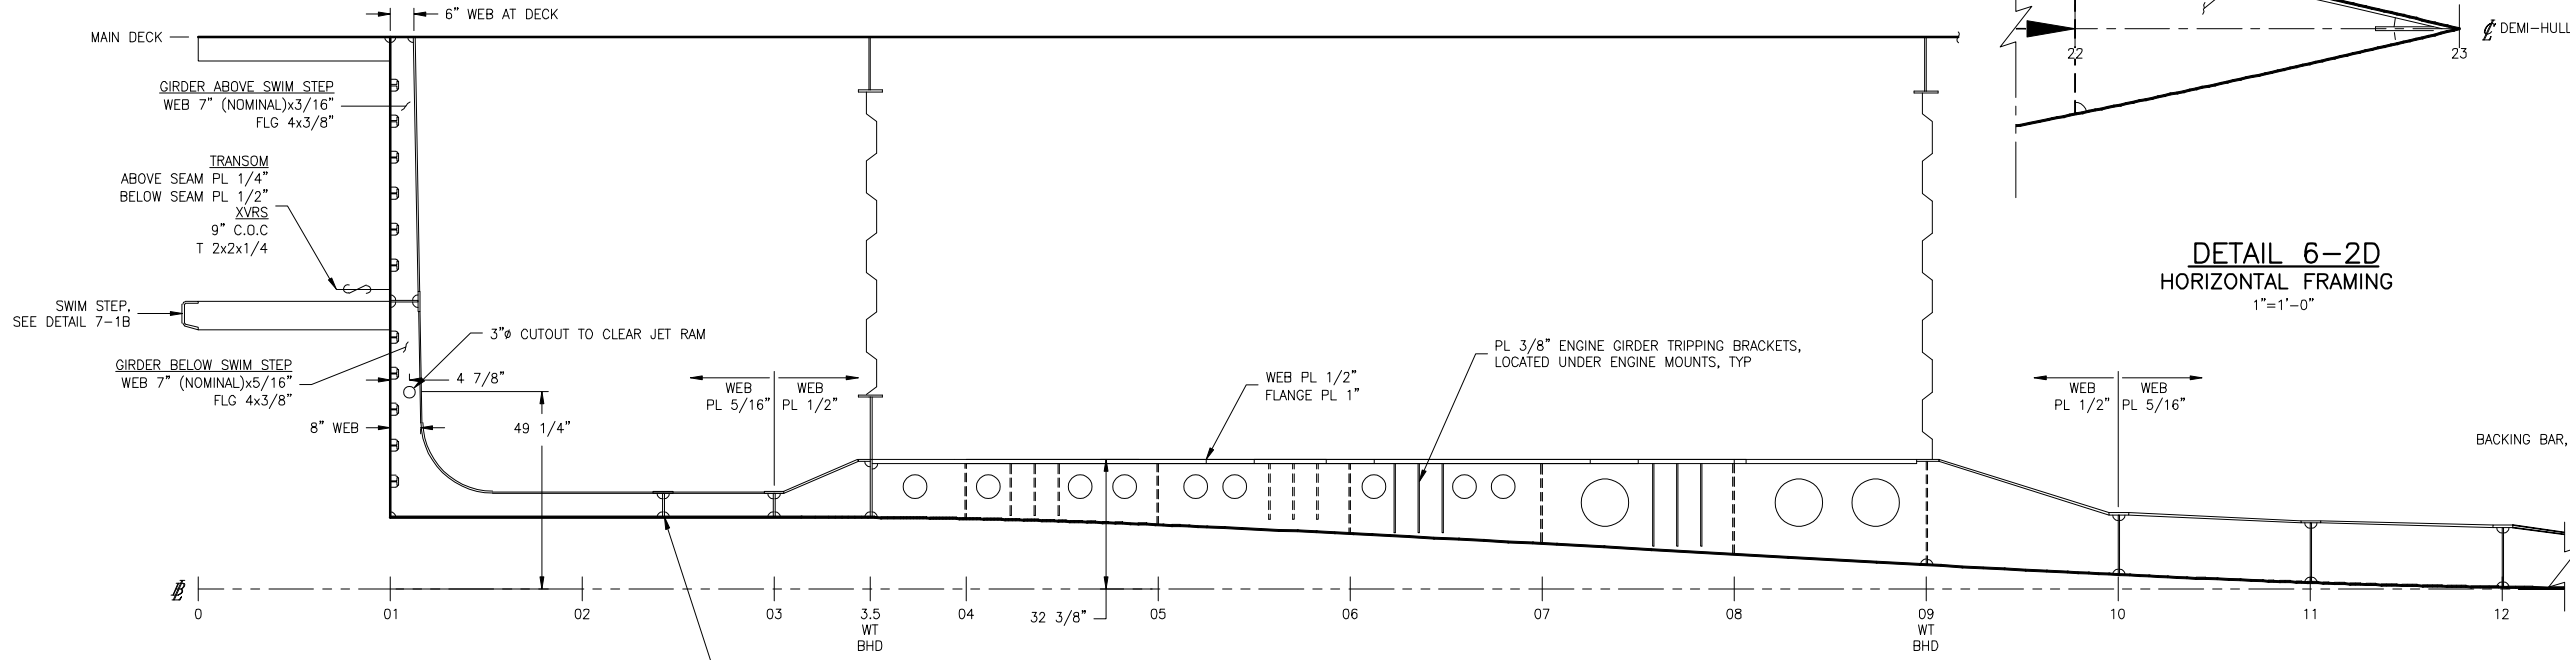 6” WEB AT DECK
MAIN DECK
GIRDER ABOVE SWIM STEP
WEB 7” (NOMINAL)x3/16”
FLG 4x3/8”
TRANSOM
ABOVE SEAM PL 1/4”
BELOW SEAM PL 1/2”
XVRS
9” C.O.C
T 2x2x1/4
SWIM STEP,
SEE DETAIL 7-1B
GIRDER BELOW SWIM STEP
WEB 7” (NOMINAL)x5/16”
FLG 4x3/8”
8” WEB
3”ø CUTOUT TO CLEAR JET RAM
4 7/8”
49 1/4”
WEB
PL 5/16”
WEB
PL 1/2”
WEB PL 1/2”
FLANGE PL 1”
PL 3/8” ENGINE GIRDER TRIPPING BRACKETS,
LOCATED UNDER ENGINE MOUNTS, TYP
WEB
PL 1/2”
WEB
PL 5/16”
22
23
℄ DEMI-HULL
DETAIL 6-2D
HORIZONTAL FRAMING
1”=1’-0”
BACKING BAR,
32 3/8”
BL
0
01
02
03
3.5
WT
BHD
04
05
06
07
08
09
WT
BHD
10
11
12